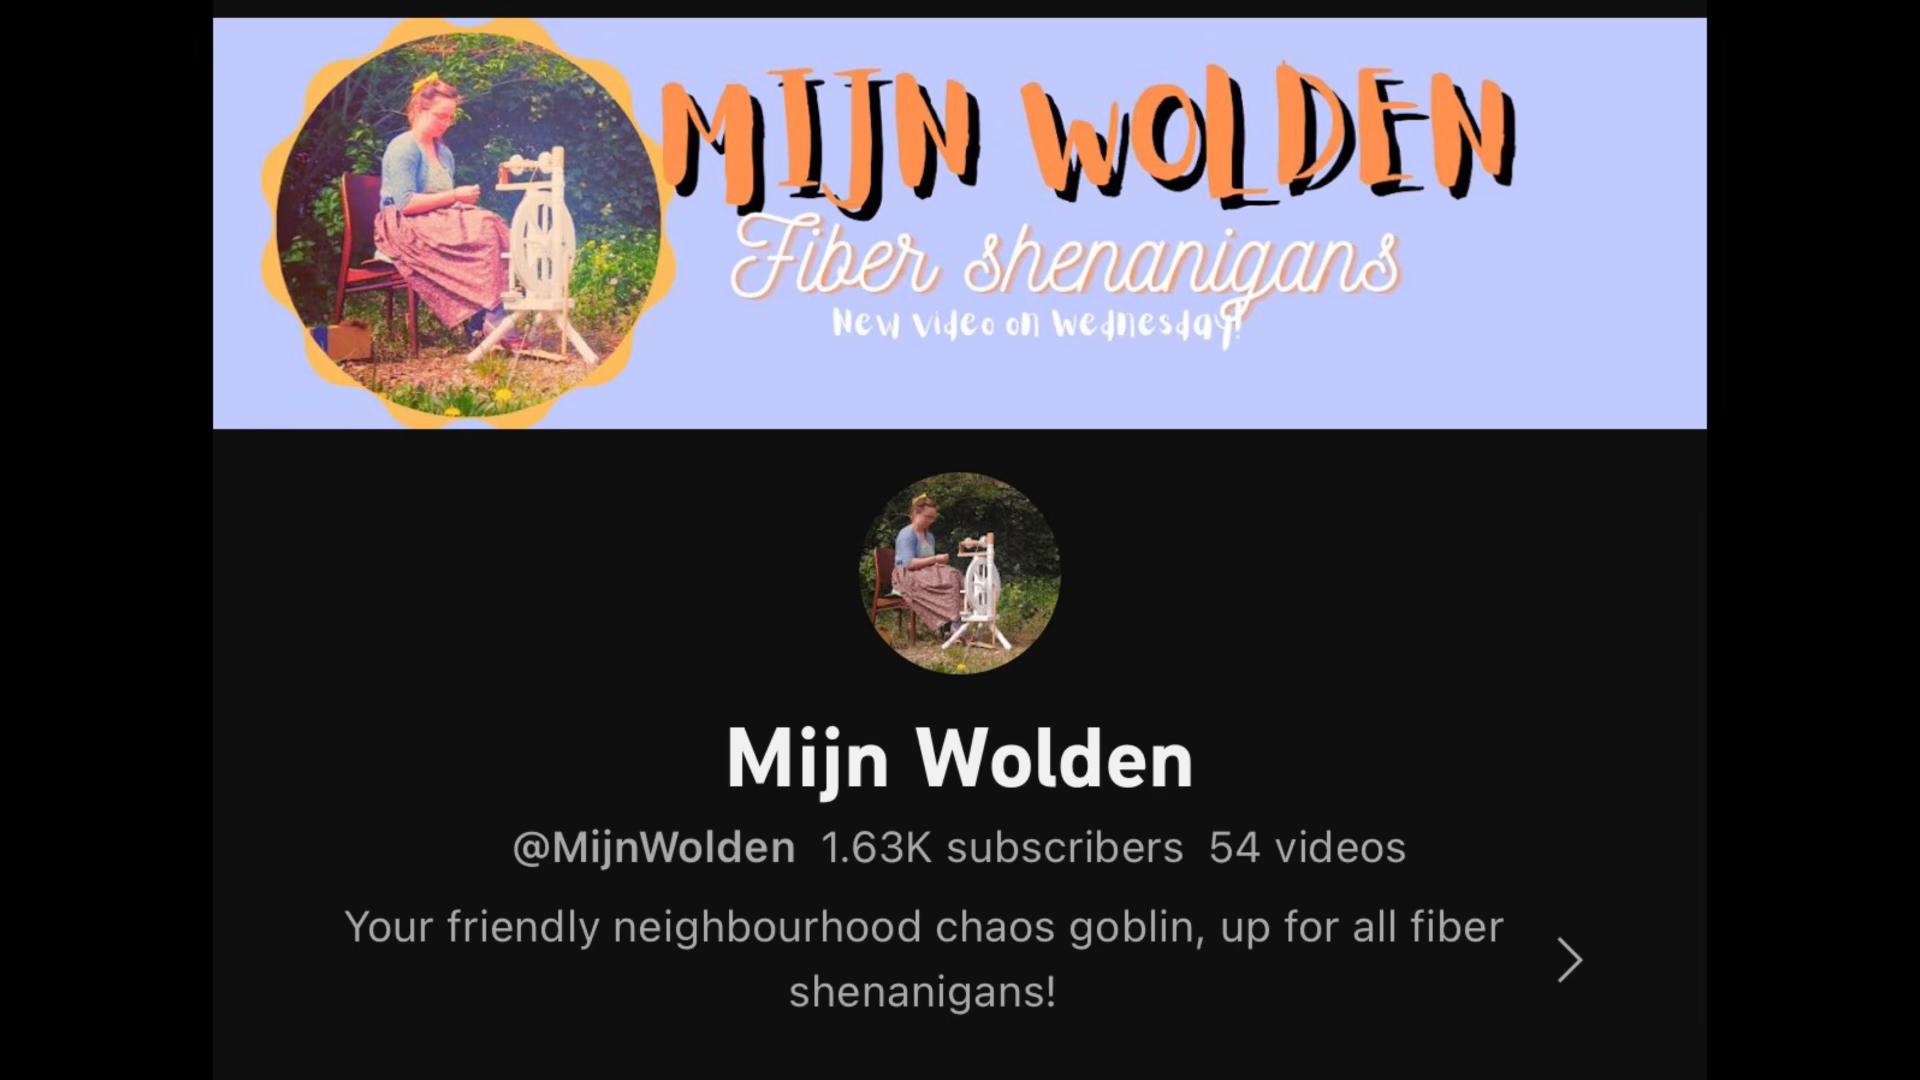 MIJN WOLDEN
Fiber shenanigans
New video on Wednesday!
Mijn Wolden
@MijnWolden 1.63K subscribers 54 videos
Your friendly neighbourhood chaos goblin, up for all fiber
shenanigans!